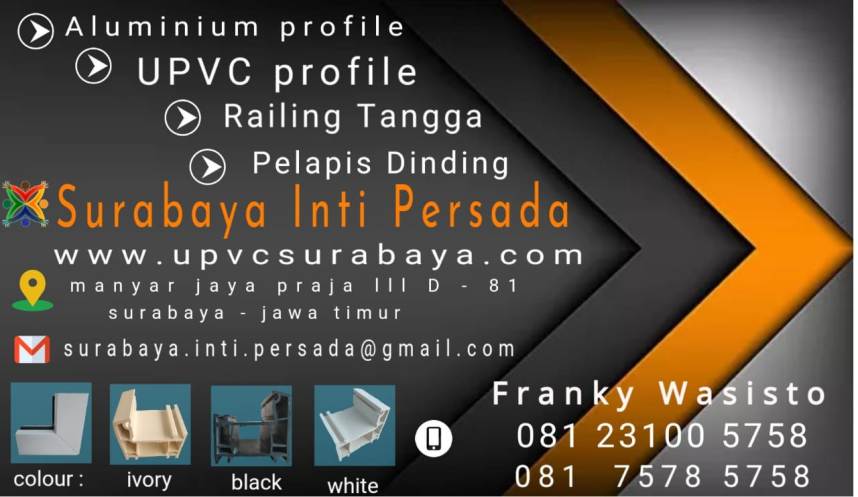 Aluminium profile
UPVC profile
Railing Tangga
Pelapis Dinding
Surabaya Inti Persada
www.upvcsurabaya.com
manyar jaya praja III D - 81
surabaya - jawa timur
surabaya.inti.persada@gmail.com
Franky Wasisto
081 23100 5758
081 7578 5758
colour : ivory black white